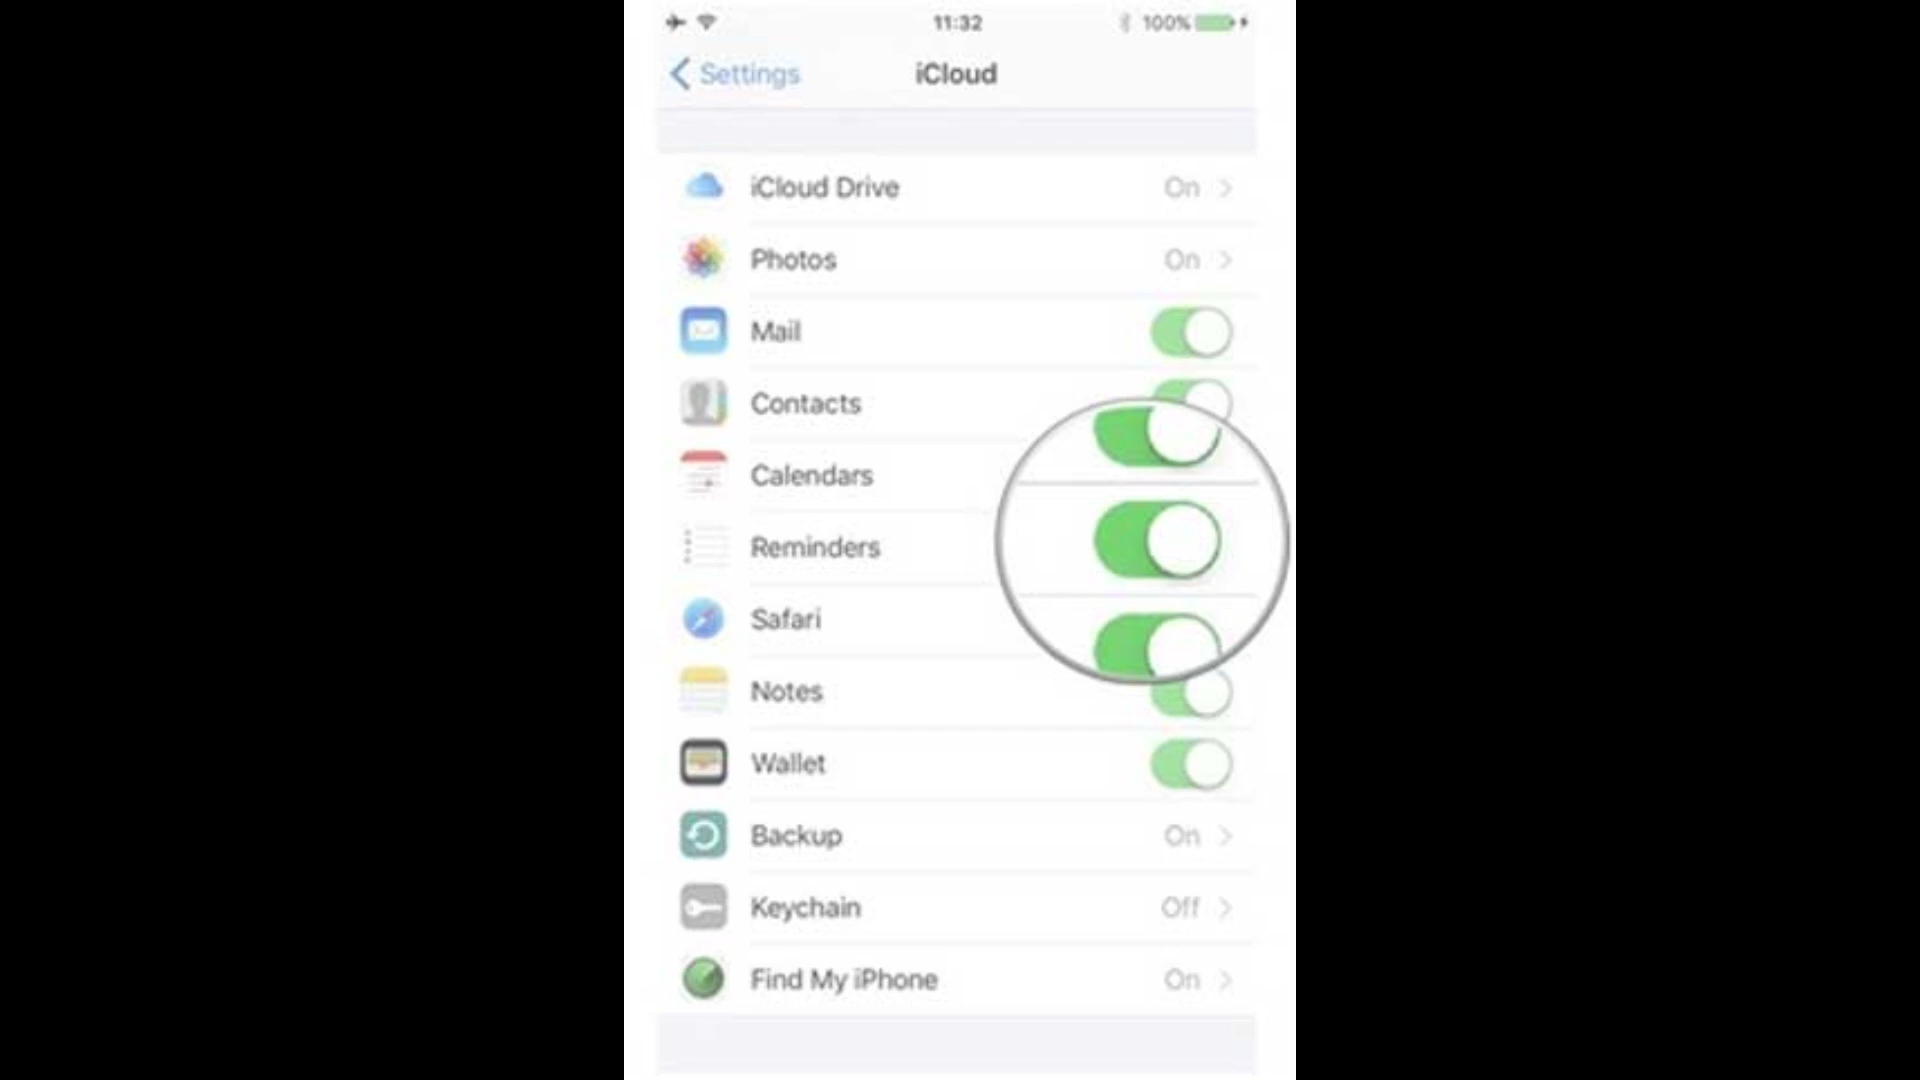 11:32 100%
Settings iCloud
iCloud Drive On
Photos On
Mail
Contacts
Calendars
Reminders
Safari
Notes
Wallet
Backup On
Keychain Off
Find My iPhone On